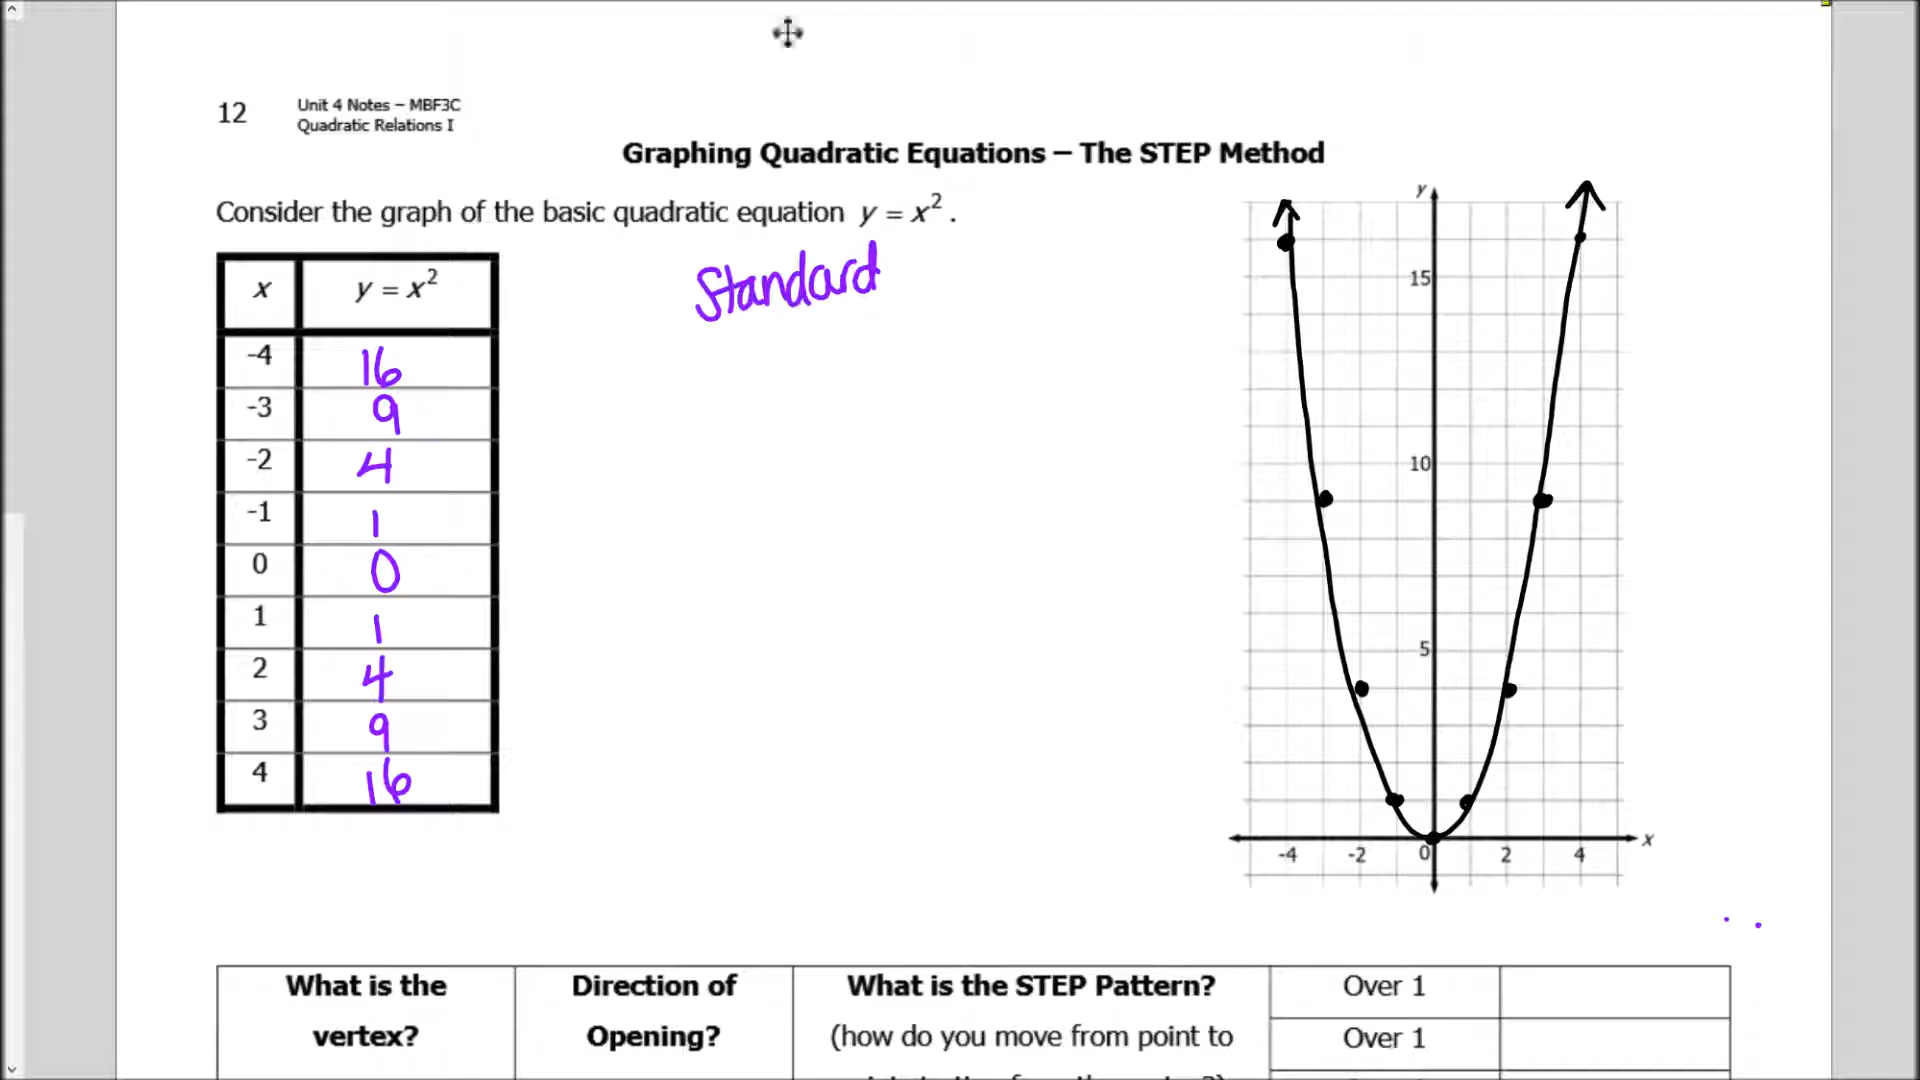 12
Unit 4 Notes – MBF3C
Quadratic Relations I
Graphing Quadratic Equations – The STEP Method
Consider the graph of the basic quadratic equation y = x² .
Standard
x y = x²
-4 16
-3 9
-2 4
-1 1
0 0
1 1
2 4
3 9
4 16
y
15
10
5
-4 -2 0 2 4 x
What is the vertex?
Direction of Opening?
What is the STEP Pattern?
(how do you move from point to
Over 1
Over 1